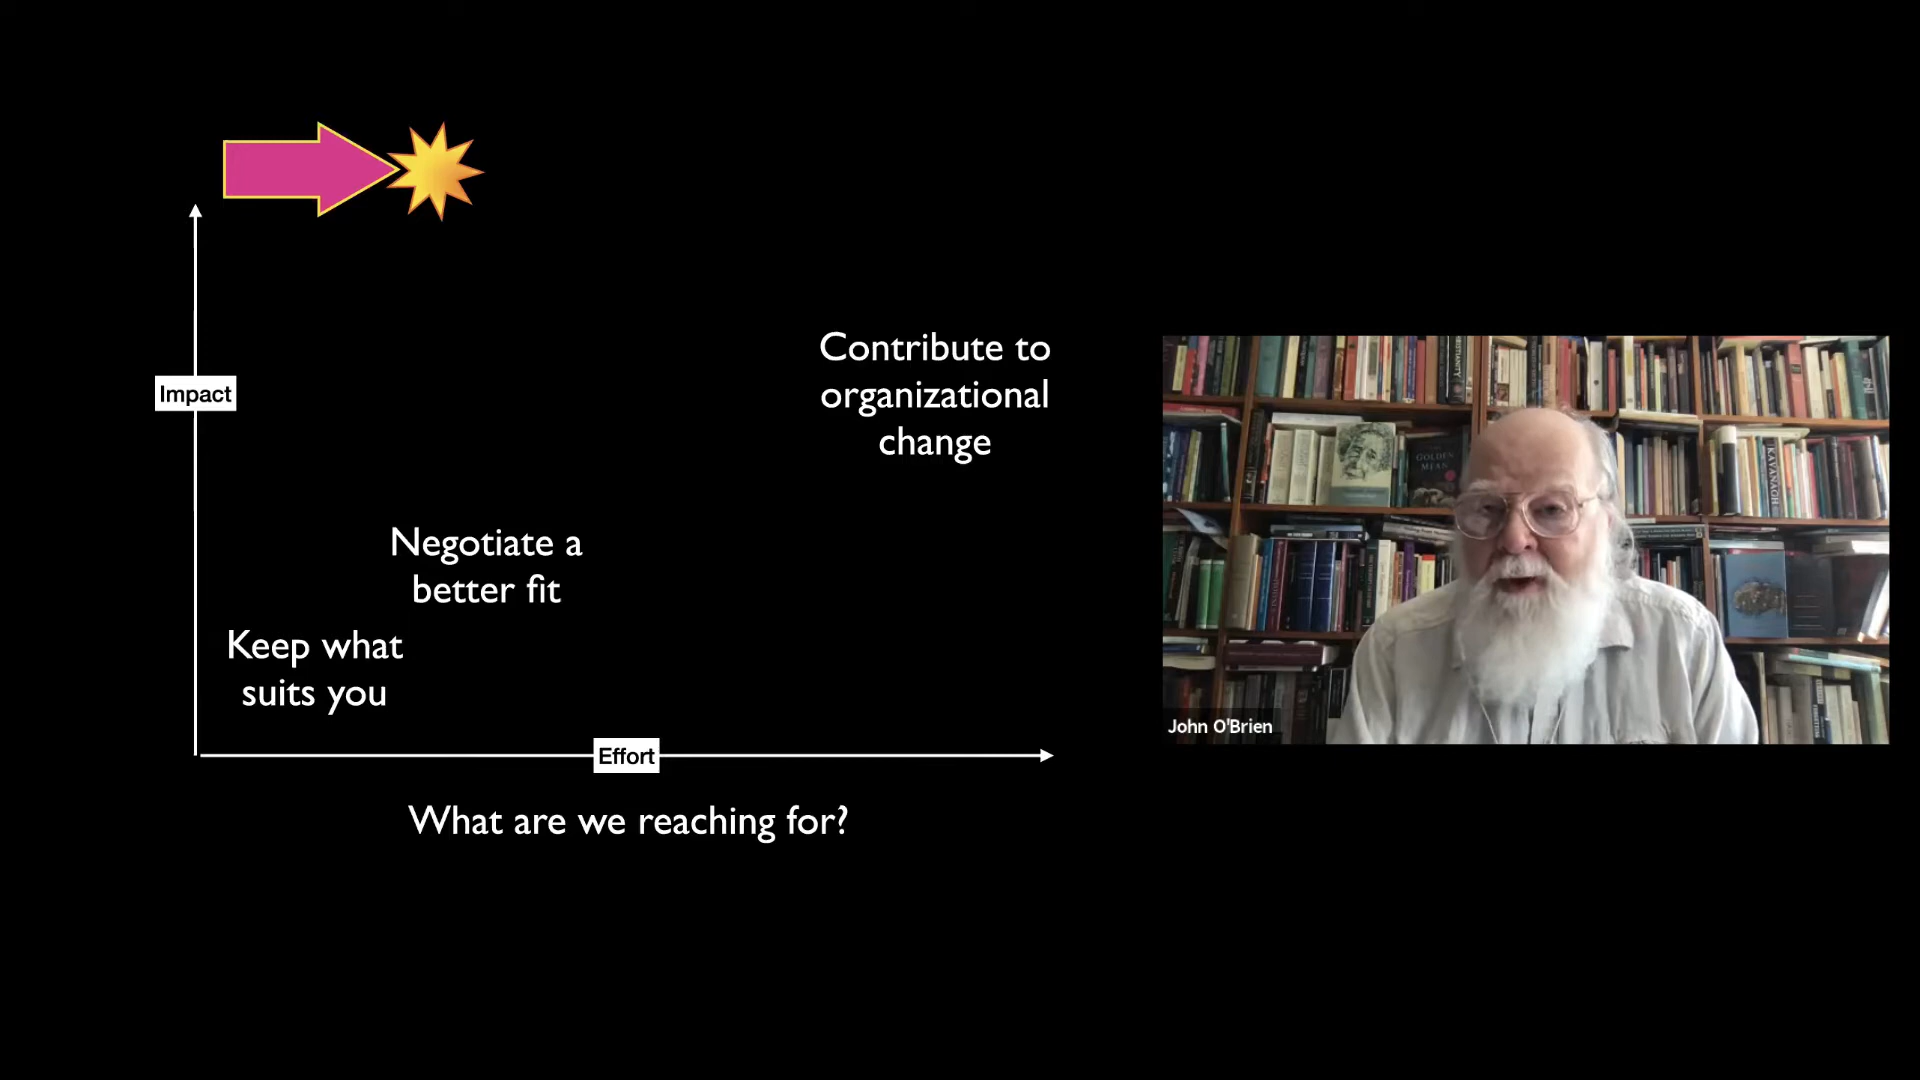 Impact
Contribute to
organizational
change
Negotiate a
better fit
Keep what
suits you
Effort
What are we reaching for?
GOLDEN
MEAN
KAVANAGH
John O'Brien